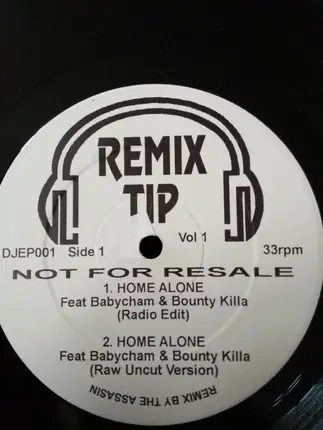 REMIX
TIP
Vol 1
DJEP001 Side 1 33rpm
NOT FOR RESALE
1. HOME ALONE
Feat Babycham & Bounty Killa
(Radio Edit)
2. HOME ALONE
Feat Babycham & Bounty Killa
(Raw Uncut Version)
REMIX BY THE ASSASIN